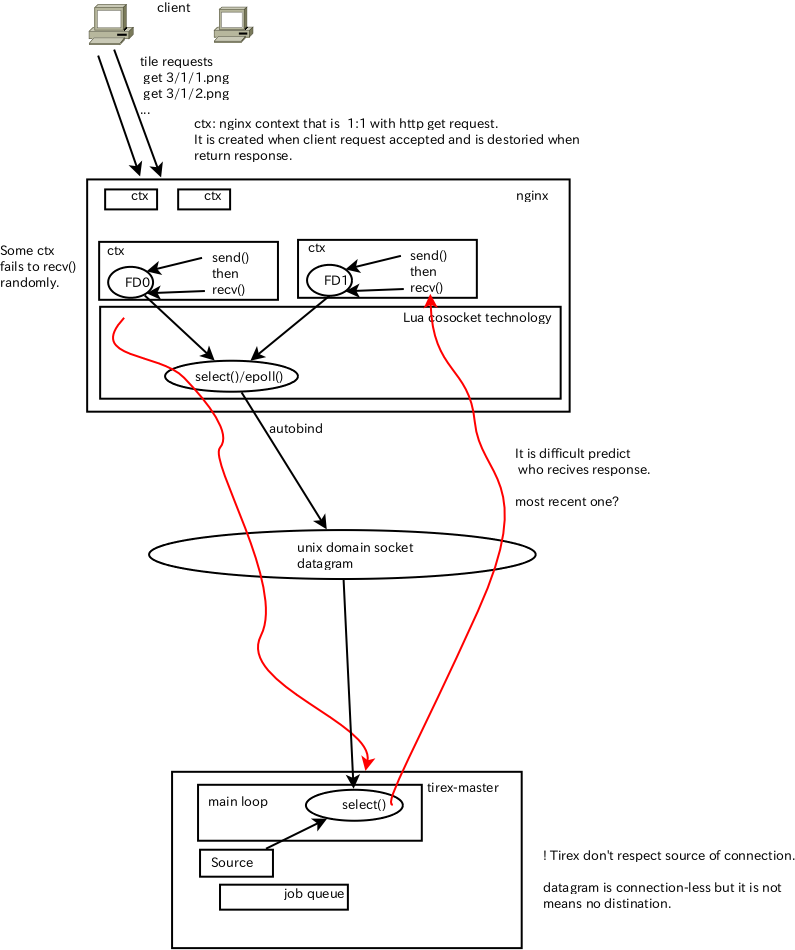 client
tile requests
get 3/1/1.png
get 3/1/2.png
...
ctx: nginx context that is 1:1 with http get request.
It is created when client request accepted and is destoried when
return response.
ctx
ctx
nginx
Some ctx
fails to recv()
randomly.
ctx
FD0
send()
then
recv()
ctx
FD1
send()
then
recv()
Lua cosocket technology
select()/epoll()
autobind
It is difficult predict
who recives response.
most recent one?
unix domain socket
datagram
tirex-master
main loop
select()
Source
job queue
! Tirex don't respect source of connection.
datagram is connection-less but it is not
means no distination.